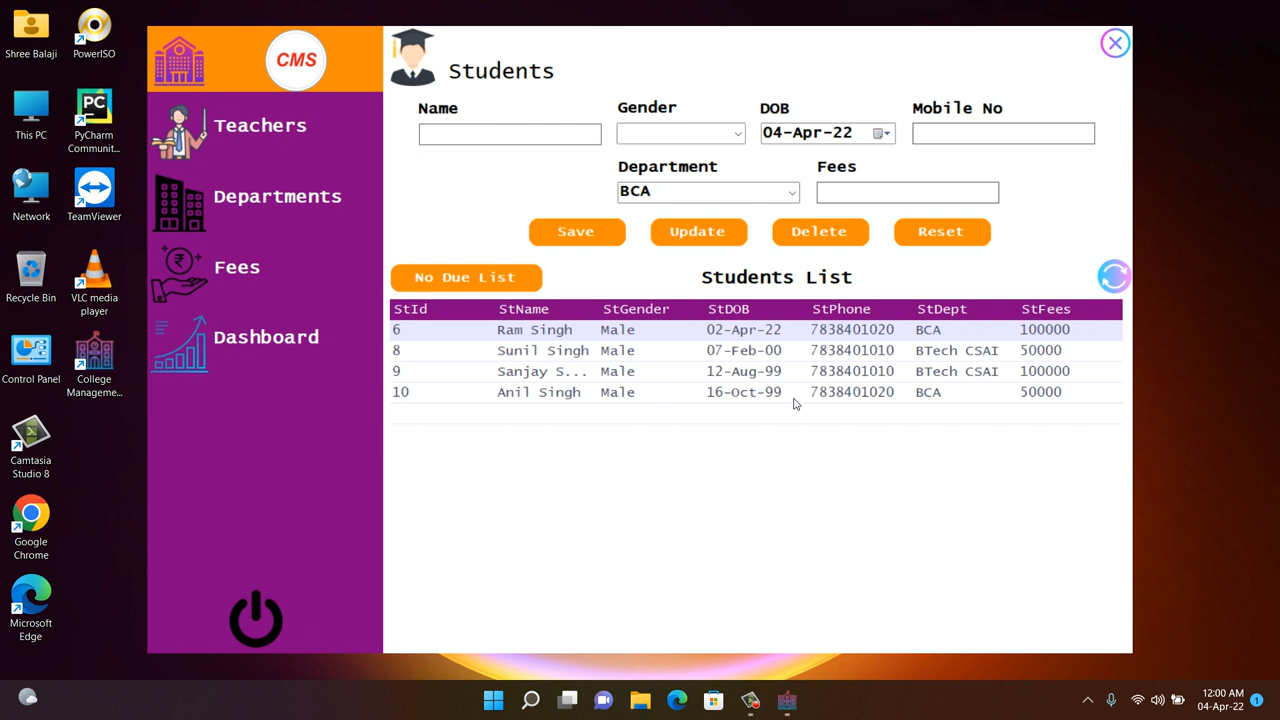 Shree Balaji
PowerISO
This PC
PyCharm
Communit...
Network
TeamViewer
Recycle Bin
VLC media
player
Control Panel
College
Manageme...
Camtasia
Studio 8
Google
Chrome
Microsoft
Edge
PC
CMS
Teachers
Departments
Fees
Dashboard
Students
Name
Gender
DOB
Mobile No
04-Apr-22
Department
Fees
BCA
Save
Update
Delete
Reset
No Due List
Students List
StId StName StGender StDOB StPhone StDept StFees
6 Ram Singh Male 02-Apr-22 7838401020 BCA 100000
8 Sunil Singh Male 07-Feb-00 7838401010 BTech CSAI 50000
9 Sanjay S... Male 12-Aug-99 7838401010 BTech CSAI 100000
10 Anil Singh Male 16-Oct-99 7838401020 BCA 50000
12:00 AM
04-Apr-22
1